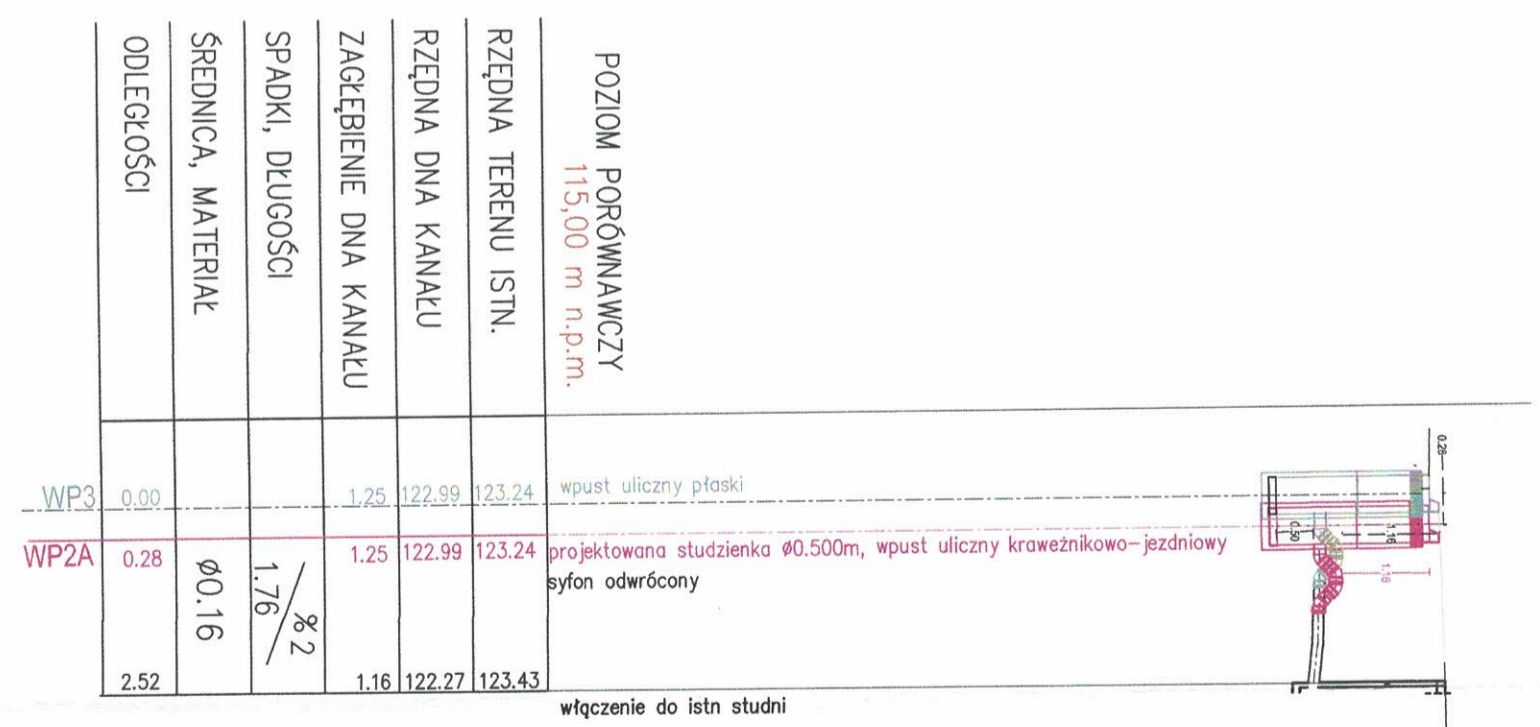 POZIOM PORÓWNAWCZY
115,00 m n.p.m.
RZĘDNA TERENU ISTN.
RZĘDNA DNA KANAŁU
ZAGŁĘBIENIE DNA KANAŁU
SPADKI, DŁUGOŚCI
ŚREDNICA, MATERIAŁ
ODLEGŁOŚCI
WP3 0.00 1.25 122.99 123.24 wpust uliczny płaski
WP2A 0.28 1.25 122.99 123.24 projektowana studzienka Ø0.500m, wpust uliczny kraweżnikowo-jezdniowy
syfon odwrócony
Ø0.16
1.76
% 2
2.52 1.16 122.27 123.43
włączenie do istn studni
0.28
0.50
1.16
1.16